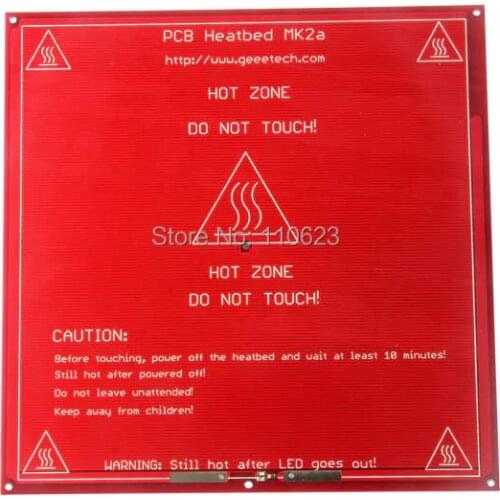 PCB Heatbed MK2a
http://www.geeetech.com
HOT ZONE
DO NOT TOUCH!
Store No: 110623
HOT ZONE
DO NOT TOUCH!
CAUTION:
Before touching, power off the heatbed and wait at least 10 minutes!
Still hot after powered off!
Do not leave unattended!
Keep away from children!
WARNING: Still hot after LED goes out!